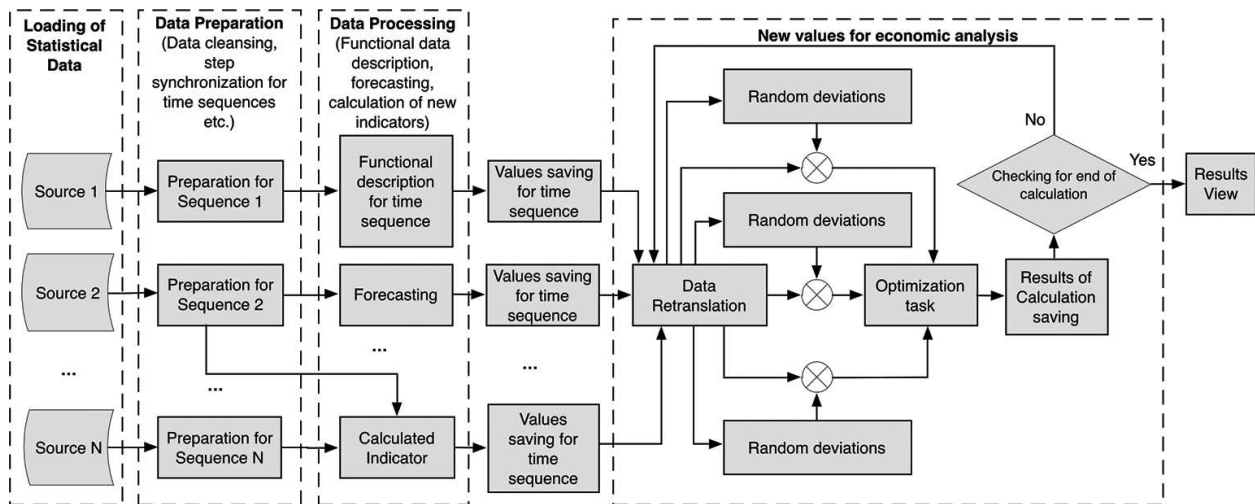 Loading of
Statistical
Data
Data Preparation
(Data cleansing,
step
synchronization for
time sequences
etc.)
Data Processing
(Functional data
description,
forecasting,
calculation of new
indicators)
New values for economic analysis
Source 1
Preparation for
Sequence 1
Functional
description
for time
sequence
Values saving
for time
sequence
Random deviations
No
Yes
Checking for end of
calculation
Results
View
Random deviations
Source 2
Preparation for
Sequence 2
Forecasting
Values saving
for time
sequence
Data
Retranslation
Optimization
task
Results of
Calculation
saving
...
...
...
...
Source N
Preparation for
Sequence N
Calculated
Indicator
Values
saving for
time
sequence
Random deviations